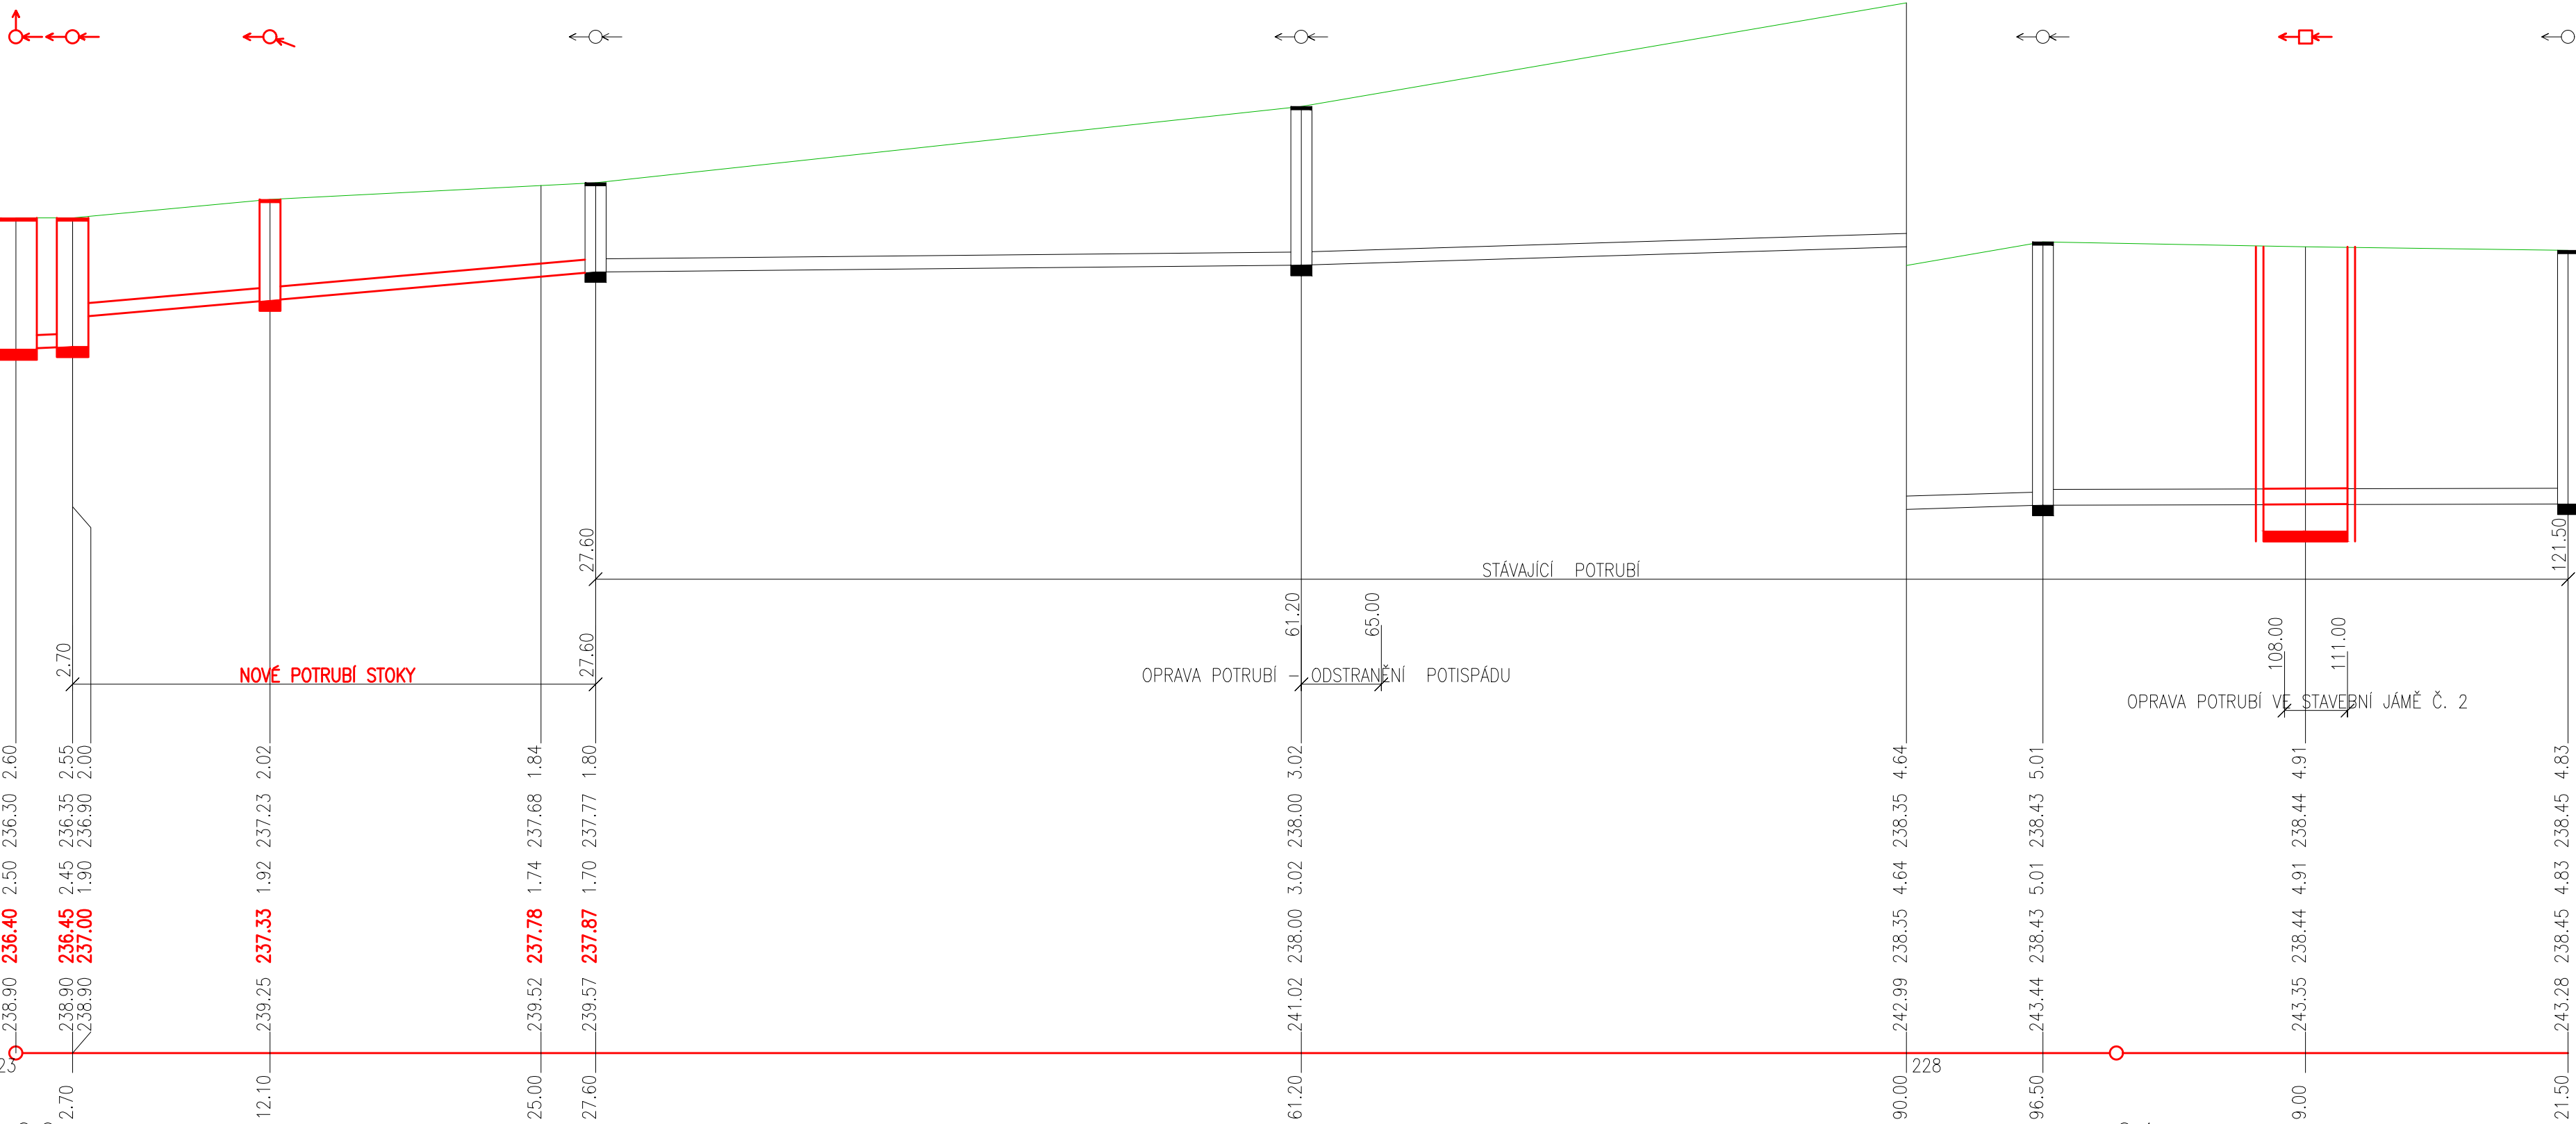 27.60
STÁVAJÍCÍ POTRUBÍ
121.50
2.70
NOVÉ POTRUBÍ STOKY
27.60
OPRAVA POTRUBÍ - ODSTRANĚNÍ POTISPÁDU
61.20
65.00
108.00
111.00
OPRAVA POTRUBÍ VE STAVEBNÍ JÁMĚ Č. 2
238.90 236.40 2.50 236.30 2.60
238.90 236.45 2.45 236.35 2.55
238.90 237.00 1.90 236.90 2.00
239.25 237.33 1.92 237.23 2.02
239.52 237.78 1.74 237.68 1.84
239.57 237.87 1.70 237.77 1.80
241.02 238.00 3.02 238.00 3.02
242.99 238.35 4.64 238.35 4.64
243.44 238.43 5.01 238.43 5.01
243.35 238.44 4.91 238.44 4.91
243.28 238.45 4.83 238.45 4.83
228
2.70
12.10
25.00
27.60
61.20
90.00
96.50
9.00
21.50